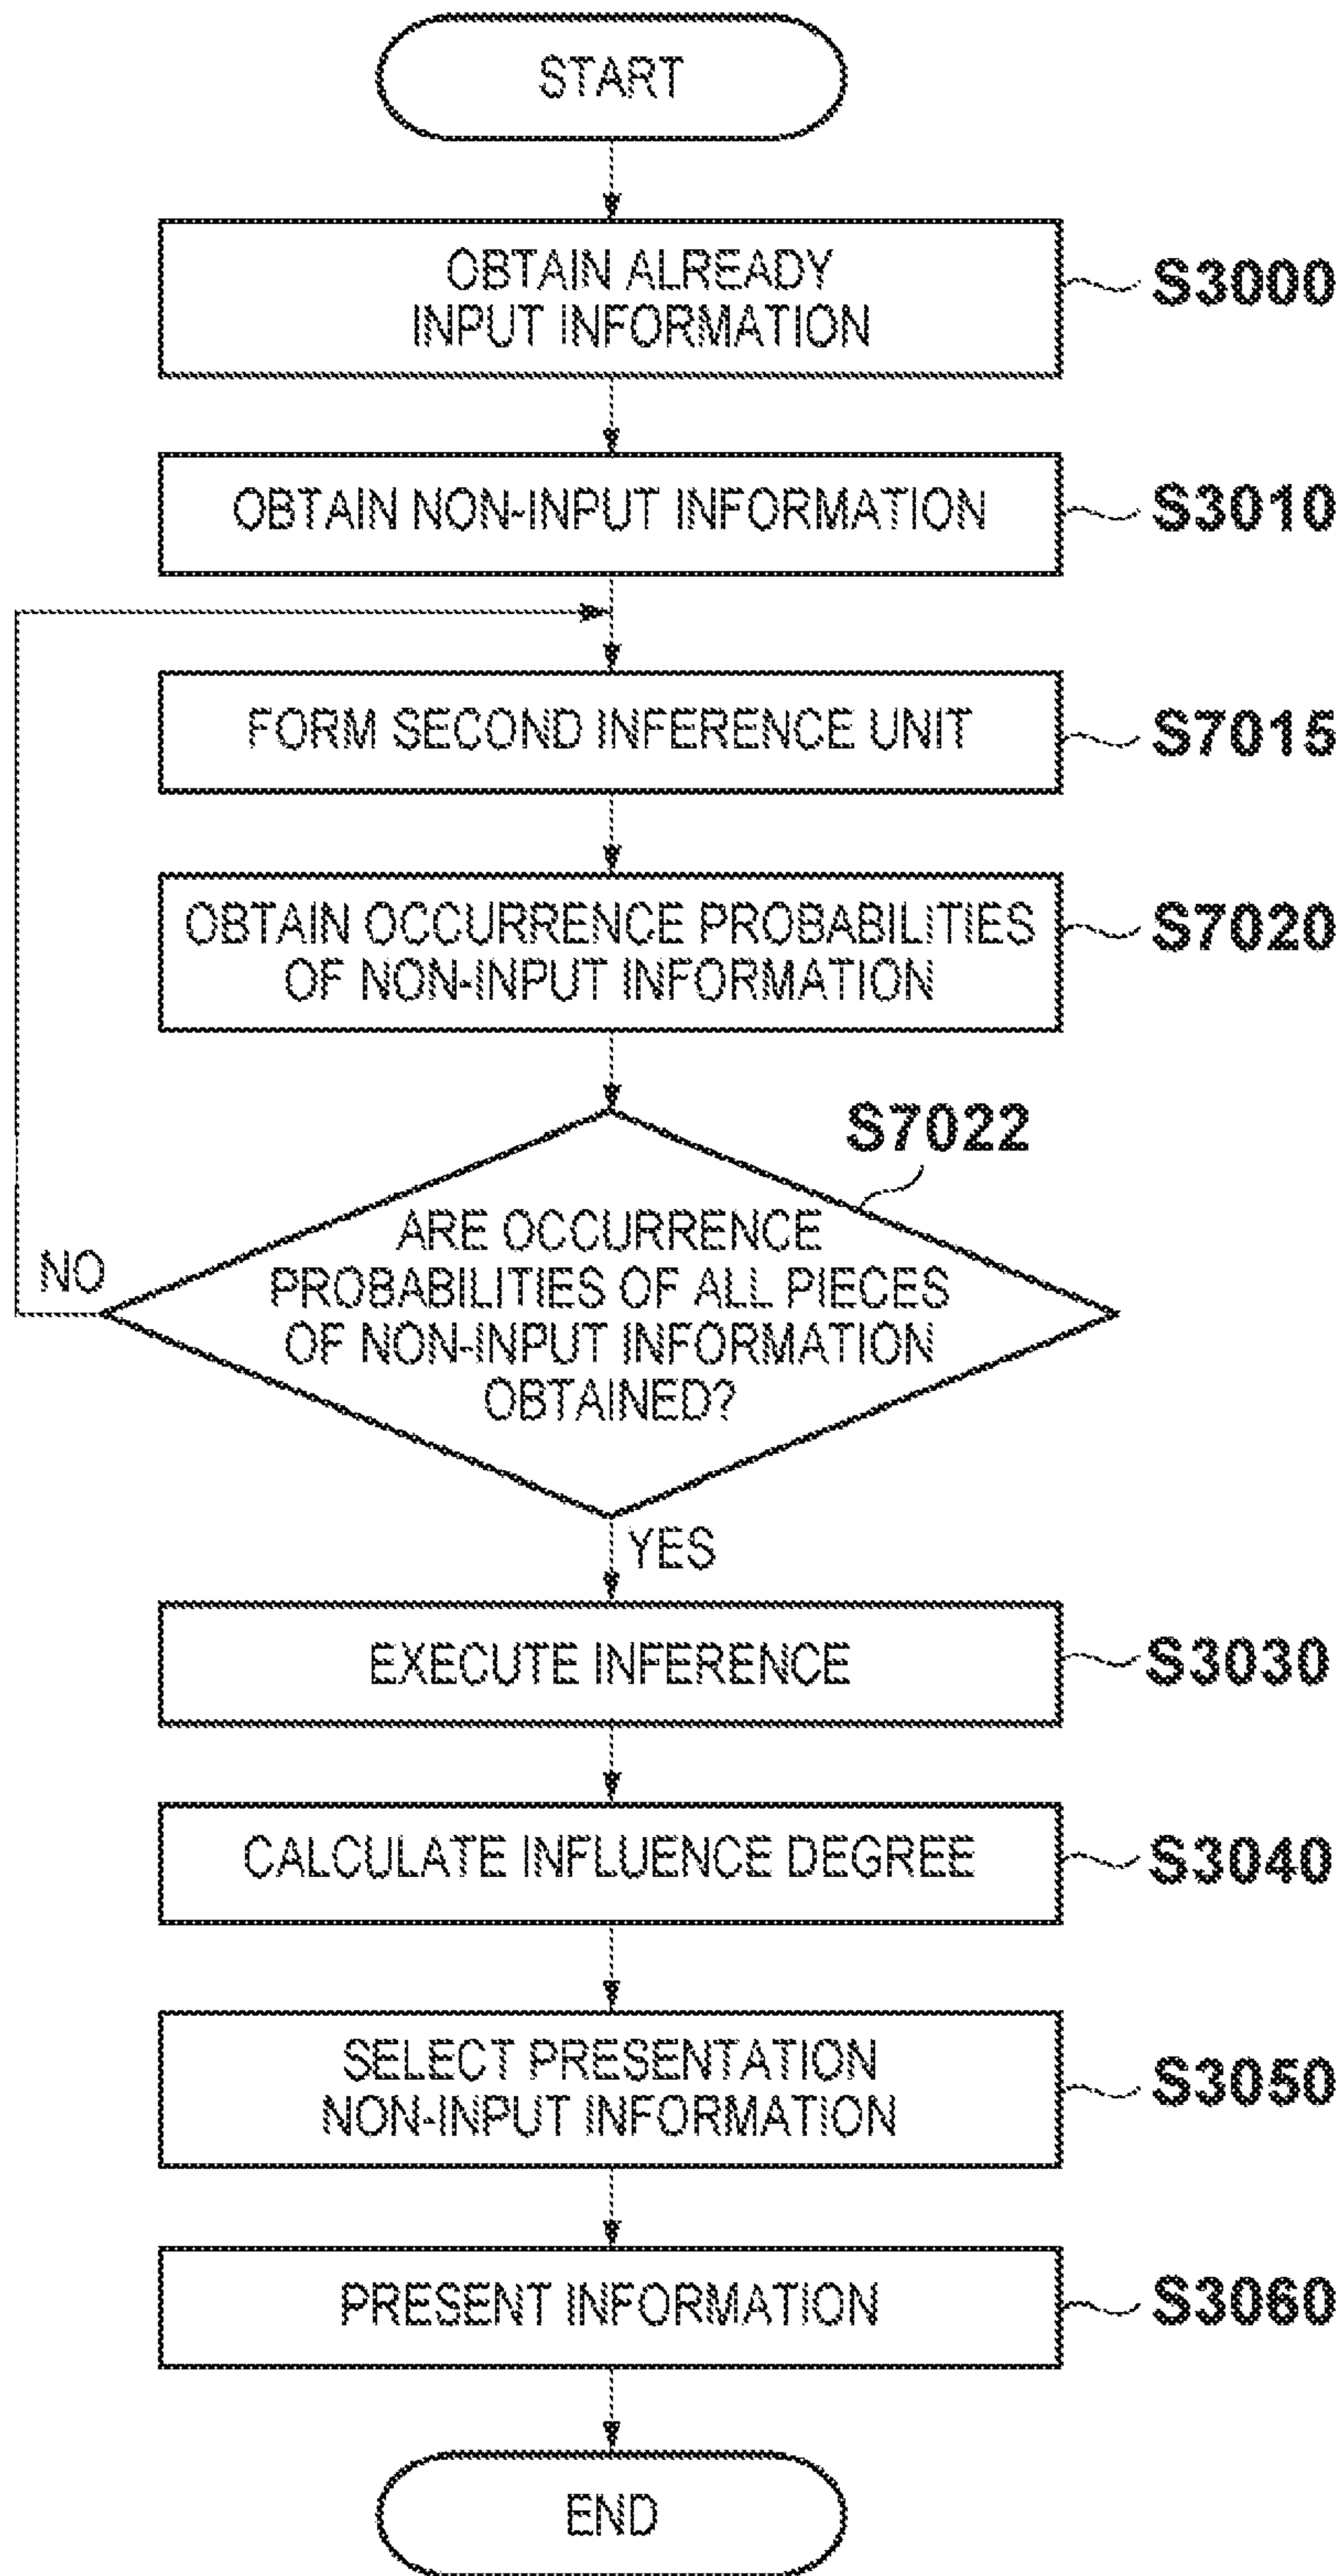 START
OBTAIN ALREADY
INPUT INFORMATION
S3000
OBTAIN NON-INPUT INFORMATION
S3010
FORM SECOND INFERENCE UNIT
S7015
OBTAIN OCCURRENCE PROBABILITIES
OF NON-INPUT INFORMATION
S7020
S7022
ARE OCCURRENCE
PROBABILITIES OF ALL PIECES
OF NON-INPUT INFORMATION
OBTAINED?
NO
YES
EXECUTE INFERENCE
S3030
CALCULATE INFLUENCE DEGREE
S3040
SELECT PRESENTATION
NON-INPUT INFORMATION
S3050
PRESENT INFORMATION
S3060
END